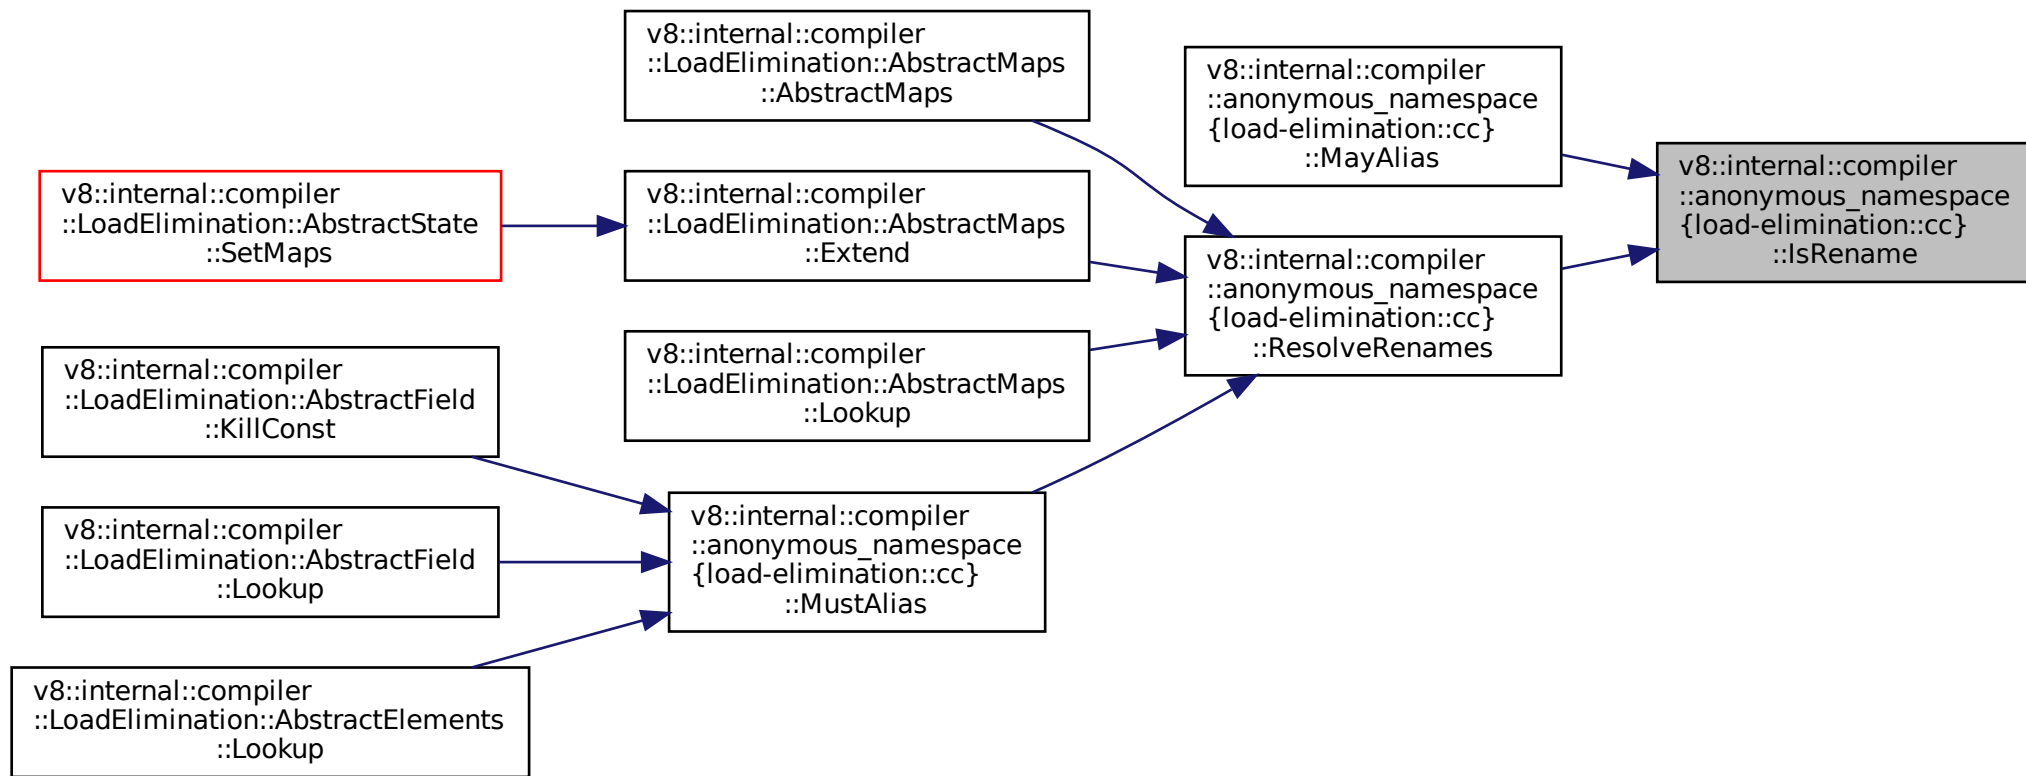 v8::internal::compiler
::LoadElimination::AbstractMaps
::AbstractMaps
v8::internal::compiler
::anonymous_namespace
{load-elimination::cc}
::MayAlias
v8::internal::compiler
::anonymous_namespace
{load-elimination::cc}
::IsRename
v8::internal::compiler
::LoadElimination::AbstractState
::SetMaps
v8::internal::compiler
::LoadElimination::AbstractMaps
::Extend
v8::internal::compiler
::anonymous_namespace
{load-elimination::cc}
::ResolveRenames
v8::internal::compiler
::LoadElimination::AbstractMaps
::Lookup
v8::internal::compiler
::LoadElimination::AbstractField
::KillConst
v8::internal::compiler
::LoadElimination::AbstractField
::Lookup
v8::internal::compiler
::anonymous_namespace
{load-elimination::cc}
::MustAlias
v8::internal::compiler
::LoadElimination::AbstractElements
::Lookup